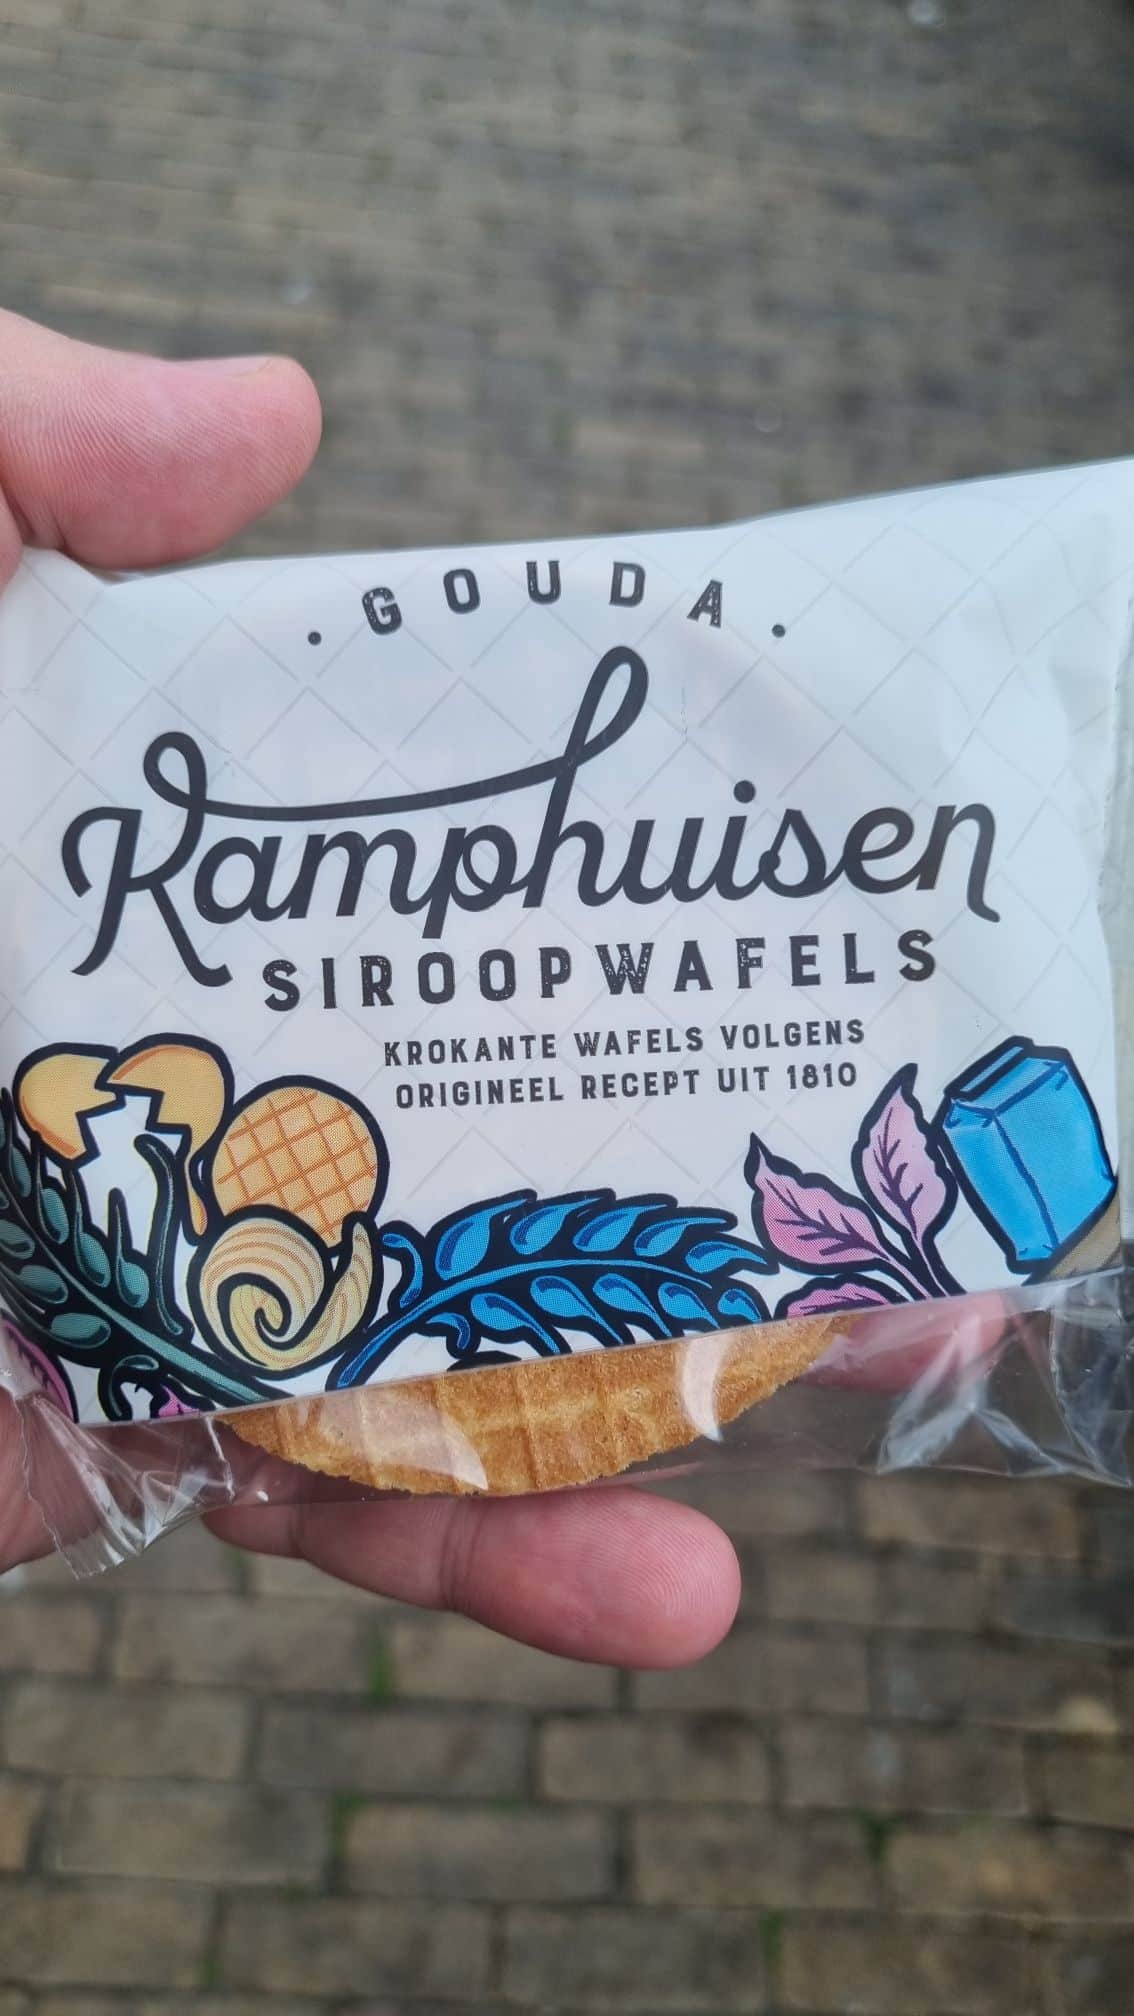 · GOUDA ·
Kamphuisen
SIROOPWAFELS
KROKANTE WAFELS VOLGENS
ORIGINEEL RECEPT UIT 1810